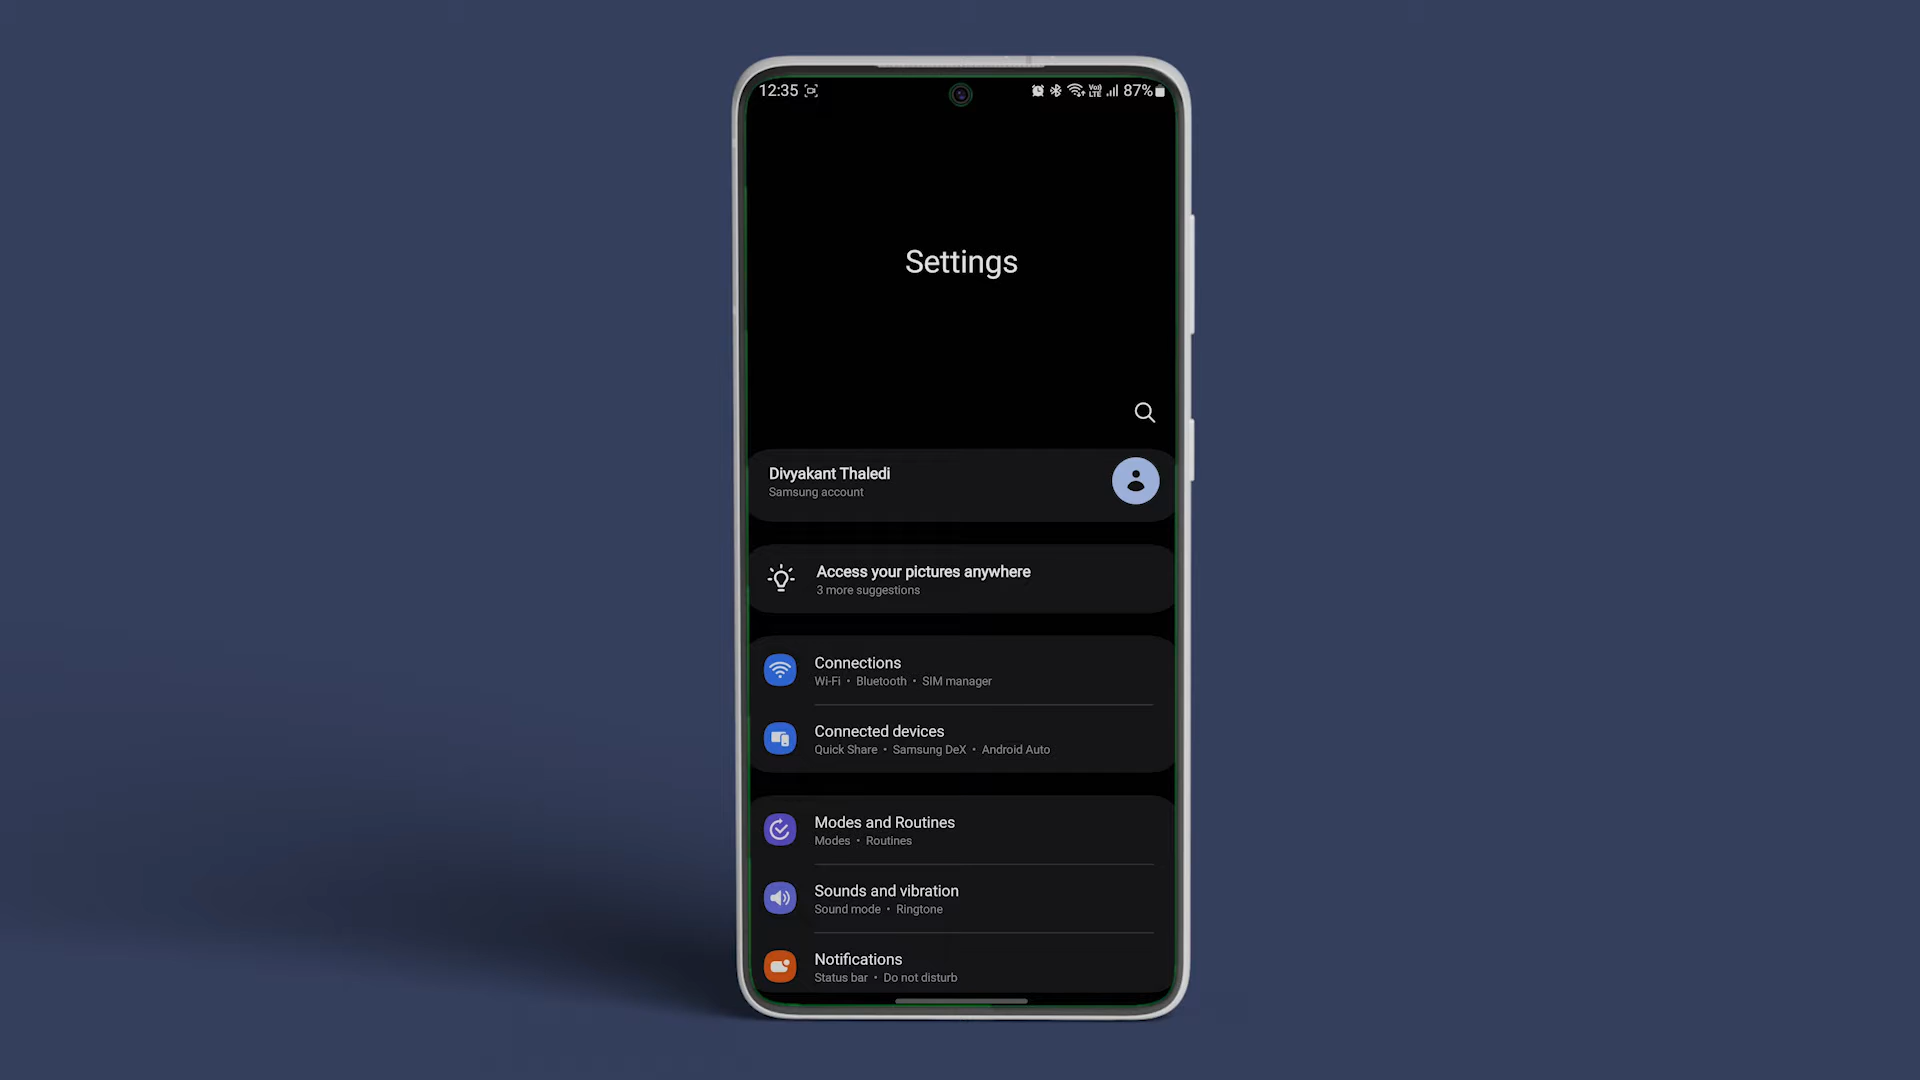 12:35 Vo) LTE 87%
Settings
Divyakant Thaledi
Samsung account
Access your pictures anywhere
3 more suggestions
Connections
Wi-Fi • Bluetooth • SIM manager
Connected devices
Quick Share • Samsung DeX • Android Auto
Modes and Routines
Modes • Routines
Sounds and vibration
Sound mode • Ringtone
Notifications
Status bar • Do not disturb